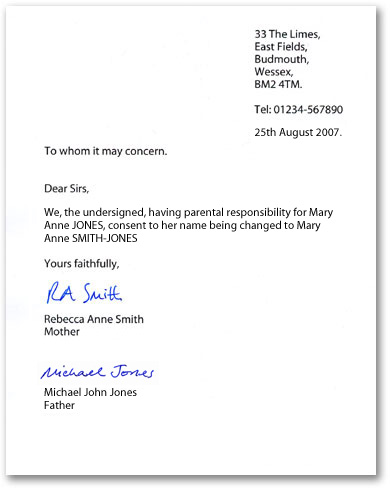 33 The Limes,
East Fields,
Budmouth,
Wessex,
BM2 4TM.
Tel: 01234-567890
25th August 2007.
To whom it may concern.
Dear Sirs,
We, the undersigned, having parental responsibility for Mary
Anne JONES, consent to her name being changed to Mary
Anne SMITH-JONES
Yours faithfully,
RA Smith
Rebecca Anne Smith
Mother
Michael Jones
Michael John Jones
Father